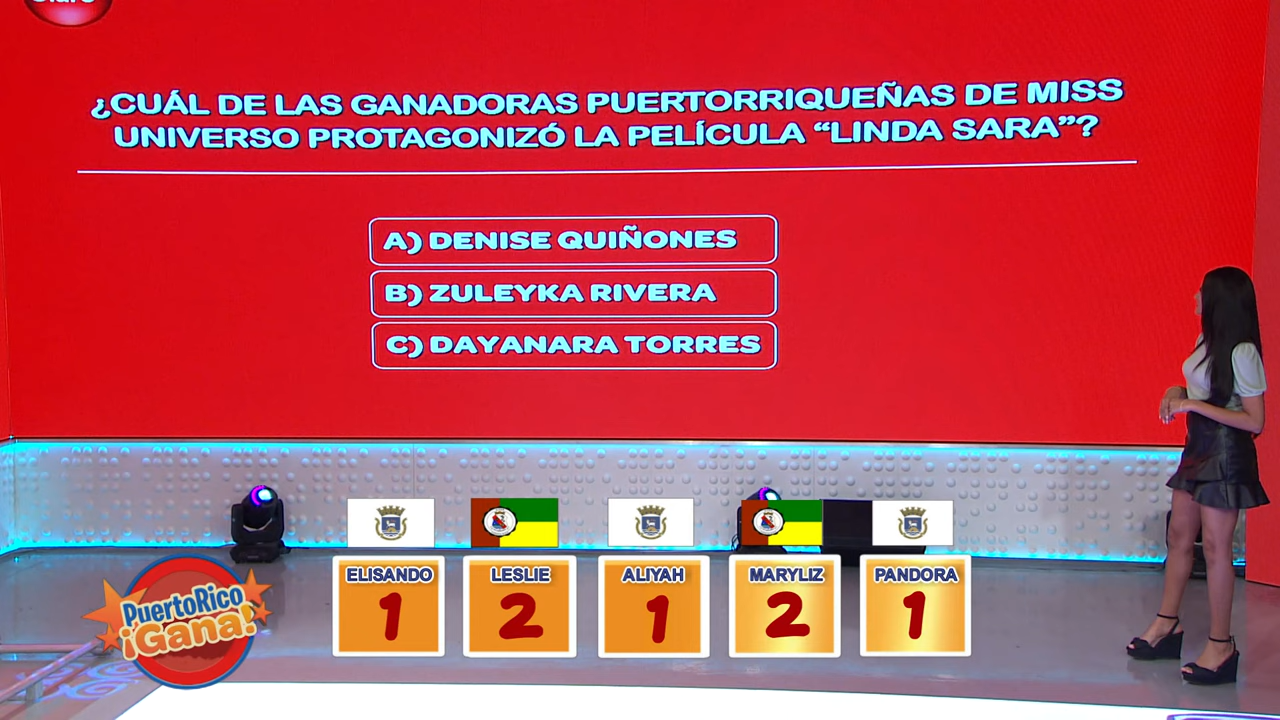 ¿CUÁL DE LAS GANADORAS PUERTORRIQUEÑAS DE MISS
UNIVERSO PROTAGONIZÓ LA PELÍCULA “LINDA SARA”?
A) DENISE QUIÑONES
B) ZULEYKA RIVERA
C) DAYANARA TORRES
ELISANDO
1
LESLIE
2
ALIYAH
1
MARYLIZ
2
PANDORA
1
PuertoRico
¡Gana!